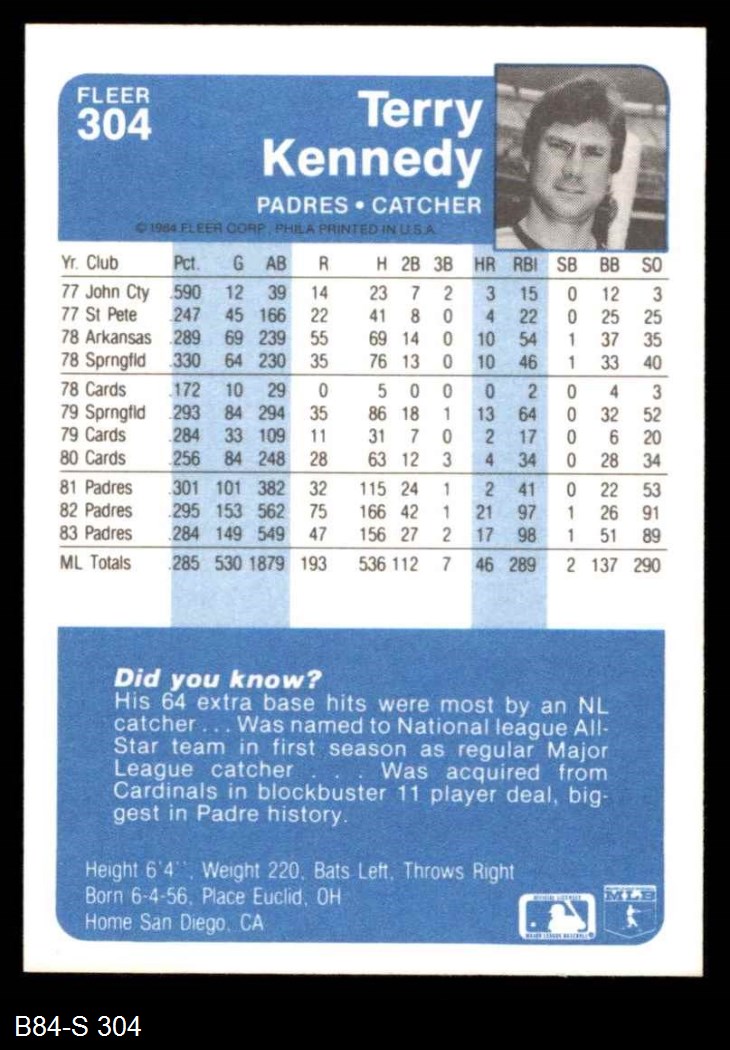 FLEER
304
Terry
Kennedy
PADRES • CATCHER
© 1984 FLEER CORP., PHILA PRINTED IN U.S.A.
Yr. Club Pct. G AB R H 2B 3B HR RBI SB BB SO
77 John Cty .590 12 39 14 23 7 2 3 15 0 12 3
77 St Pete .247 45 166 22 41 8 0 4 22 0 25 25
78 Arkansas .289 69 239 55 69 14 0 10 54 1 37 35
78 Sprngfld .330 64 230 35 76 13 0 10 46 1 33 40
78 Cards .172 10 29 0 5 0 0 0 2 0 4 3
79 Sprngfld .293 84 294 35 86 18 1 13 64 0 32 52
79 Cards .284 33 109 11 31 7 0 2 17 0 6 20
80 Cards .256 84 248 28 63 12 3 4 34 0 28 34
81 Padres .301 101 382 32 115 24 1 2 41 0 22 53
82 Padres .295 153 562 75 166 42 1 21 97 1 26 91
83 Padres .284 149 549 47 156 27 2 17 98 1 51 89
ML Totals .285 530 1879 193 536 112 7 46 289 2 137 290
Did you know?
His 64 extra base hits were most by an NL
catcher . . . Was named to National league All-
Star team in first season as regular Major
League catcher . . . Was acquired from
Cardinals in blockbuster 11 player deal, big-
gest in Padre history.
Height 6'4'', Weight 220, Bats Left, Throws Right
Born 6-4-56, Place Euclid, OH
Home San Diego, CA
OFFICIAL LICENSEE
MAJOR LEAGUE BASEBALL ®
MLB
B84-S 304